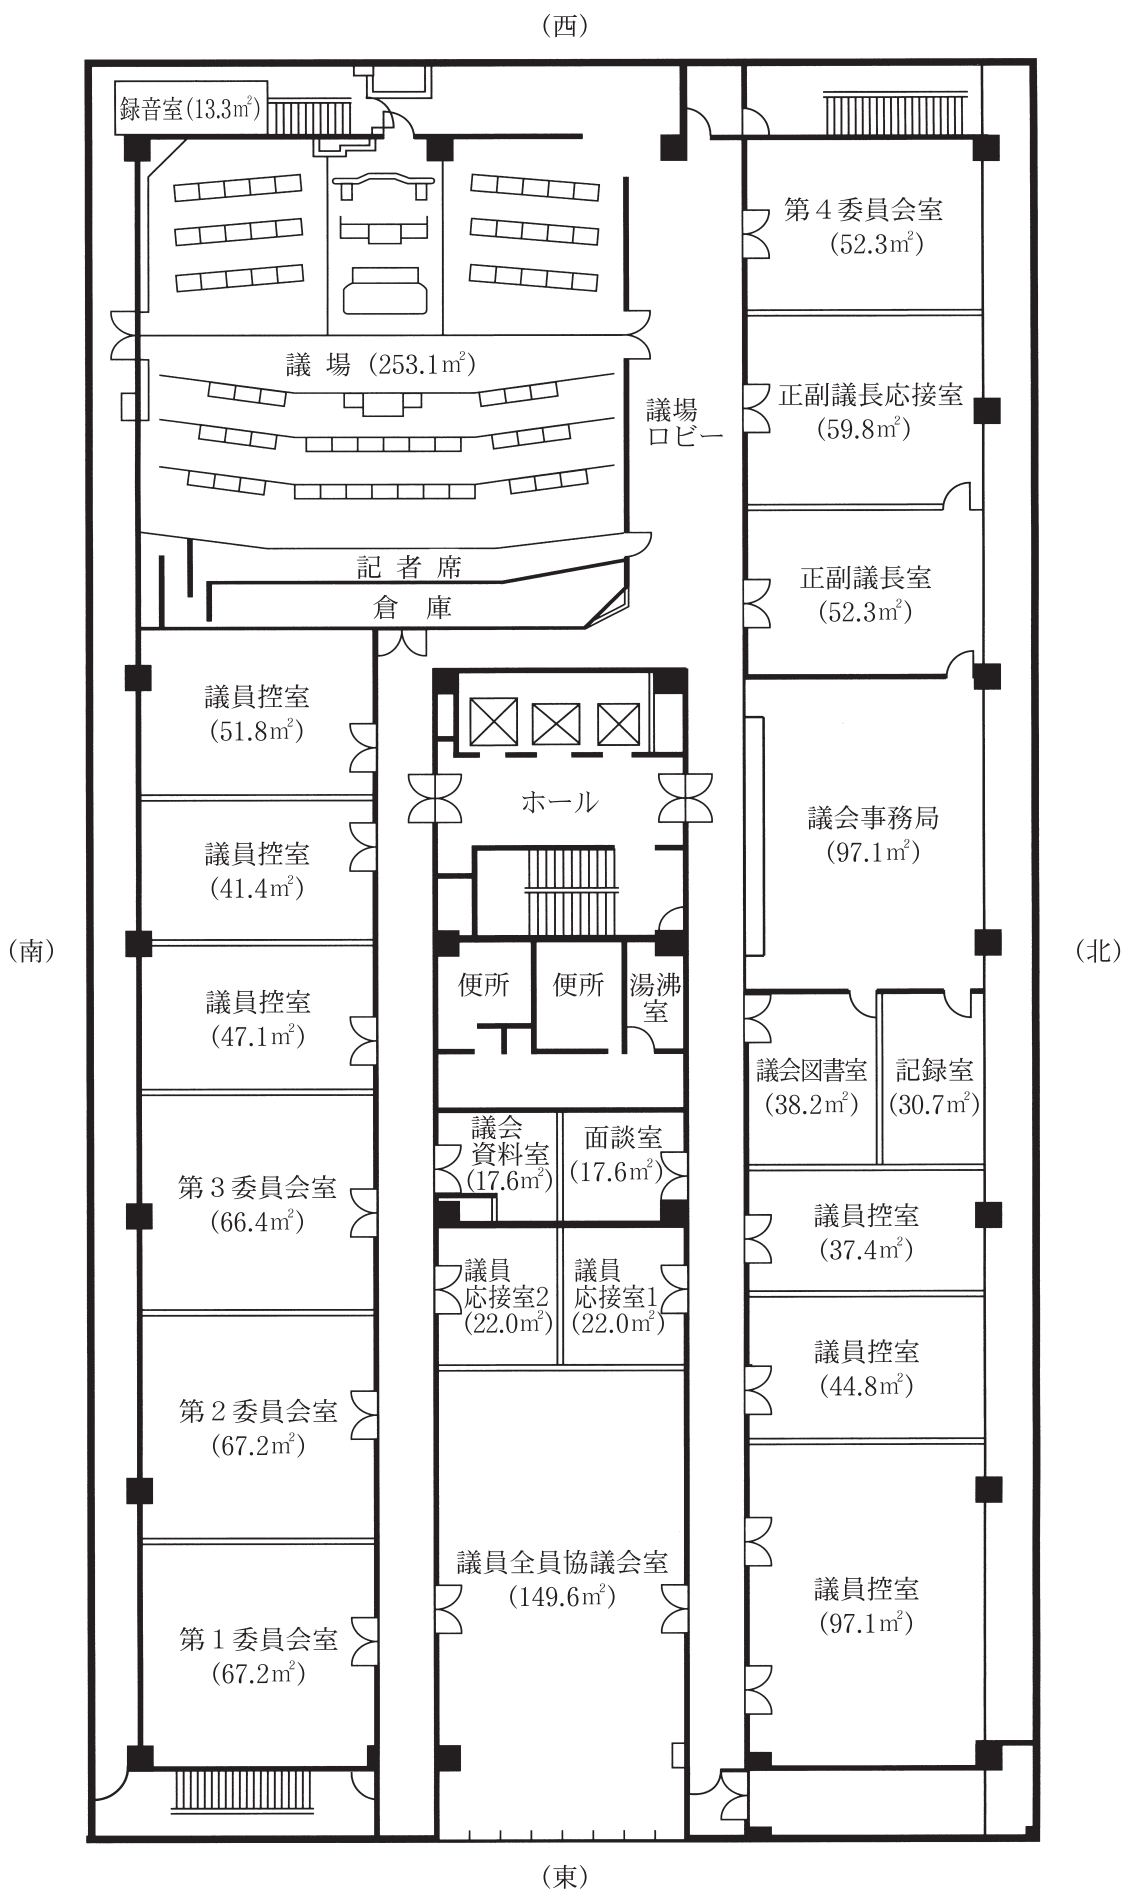 （西）
録音室(13.3㎡)
第４委員会室
(52.3㎡)
議 場 (253.1㎡)
正副議長応接室
(59.8㎡)
議場
ロビー
記 者 席
倉 庫
正副議長室
(52.3㎡)
議員控室
(51.8㎡)
ホール
議会事務局
(97.1㎡)
議員控室
(41.4㎡)
（南）
（北）
議員控室
(47.1㎡)
便所
便所
湯沸
室
議会図書室
(38.2㎡)
記録室
(30.7㎡)
議会
資料室
(17.6㎡)
面談室
(17.6㎡)
第３委員会室
(66.4㎡)
議員控室
(37.4㎡)
議員
応接室2
(22.0㎡)
議員
応接室1
(22.0㎡)
議員控室
(44.8㎡)
第２委員会室
(67.2㎡)
議員全員協議会室
(149.6㎡)
議員控室
(97.1㎡)
第１委員会室
(67.2㎡)
（東）